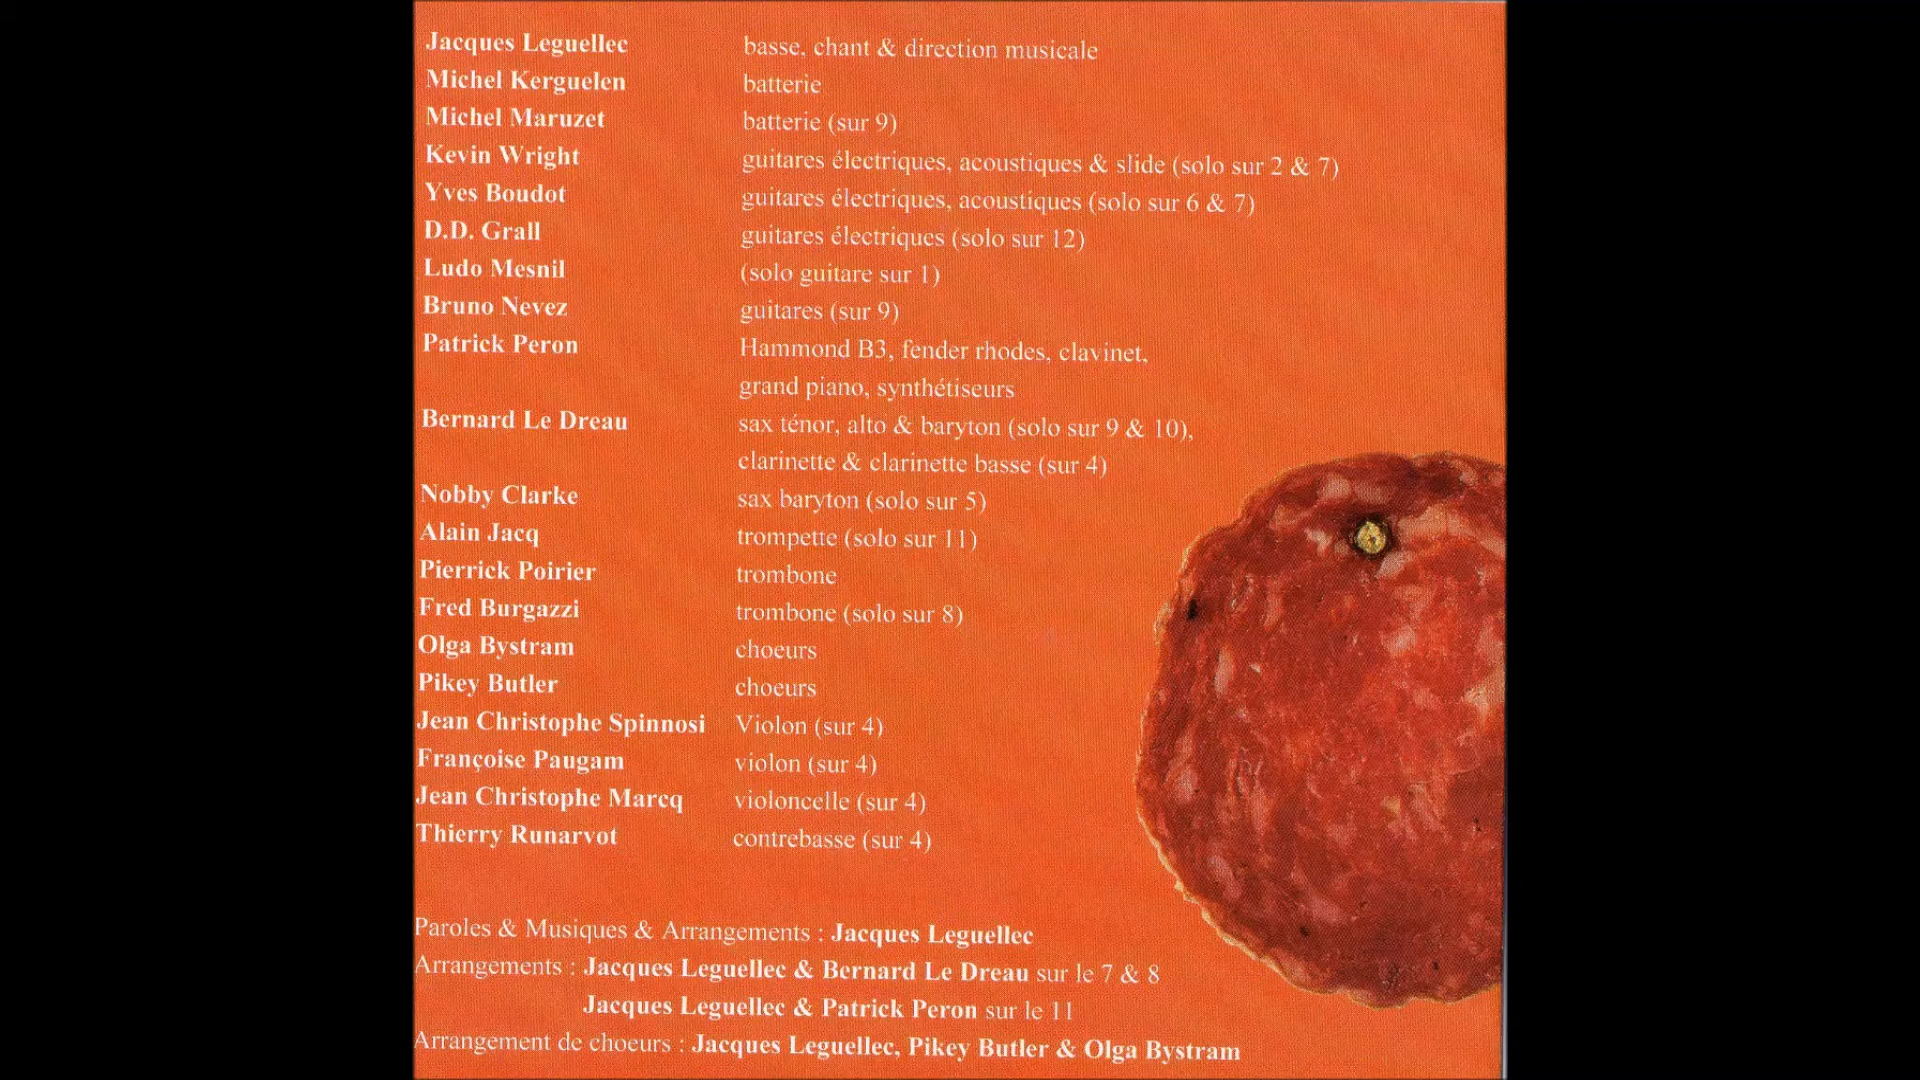 Jacques Leguellec basse, chant & direction musicale
Michel Kerguelen batterie
Michel Maruzet batterie (sur 9)
Kevin Wright guitares électriques, acoustiques & slide (solo sur 2 & 7)
Yves Boudot guitares électriques, acoustiques (solo sur 6 & 7)
D.D. Grall guitares électriques (solo sur 12)
Ludo Mesnil (solo guitare sur 1)
Bruno Nevez guitares (sur 9)
Patrick Peron Hammond B3, fender rhodes, clavinet,
grand piano, synthétiseurs
Bernard Le Dreau sax ténor, alto & baryton (solo sur 9 & 10),
clarinette & clarinette basse (sur 4)
Nobby Clarke sax baryton (solo sur 5)
Alain Jacq trompette (solo sur 11)
Pierrick Poirier trombone
Fred Burgazzi trombone (solo sur 8)
Olga Bystram choeurs
Pikey Butler choeurs
Jean Christophe Spinnosi Violon (sur 4)
Françoise Paugam violon (sur 4)
Jean Christophe Marcq violoncelle (sur 4)
Thierry Runarvot contrebasse (sur 4)
Paroles & Musiques & Arrangements : Jacques Leguellec
Arrangements : Jacques Leguellec & Bernard Le Dreau sur le 7 & 8
Jacques Leguellec & Patrick Peron sur le 11
Arrangement de choeurs : Jacques Leguellec, Pikey Butler & Olga Bystram